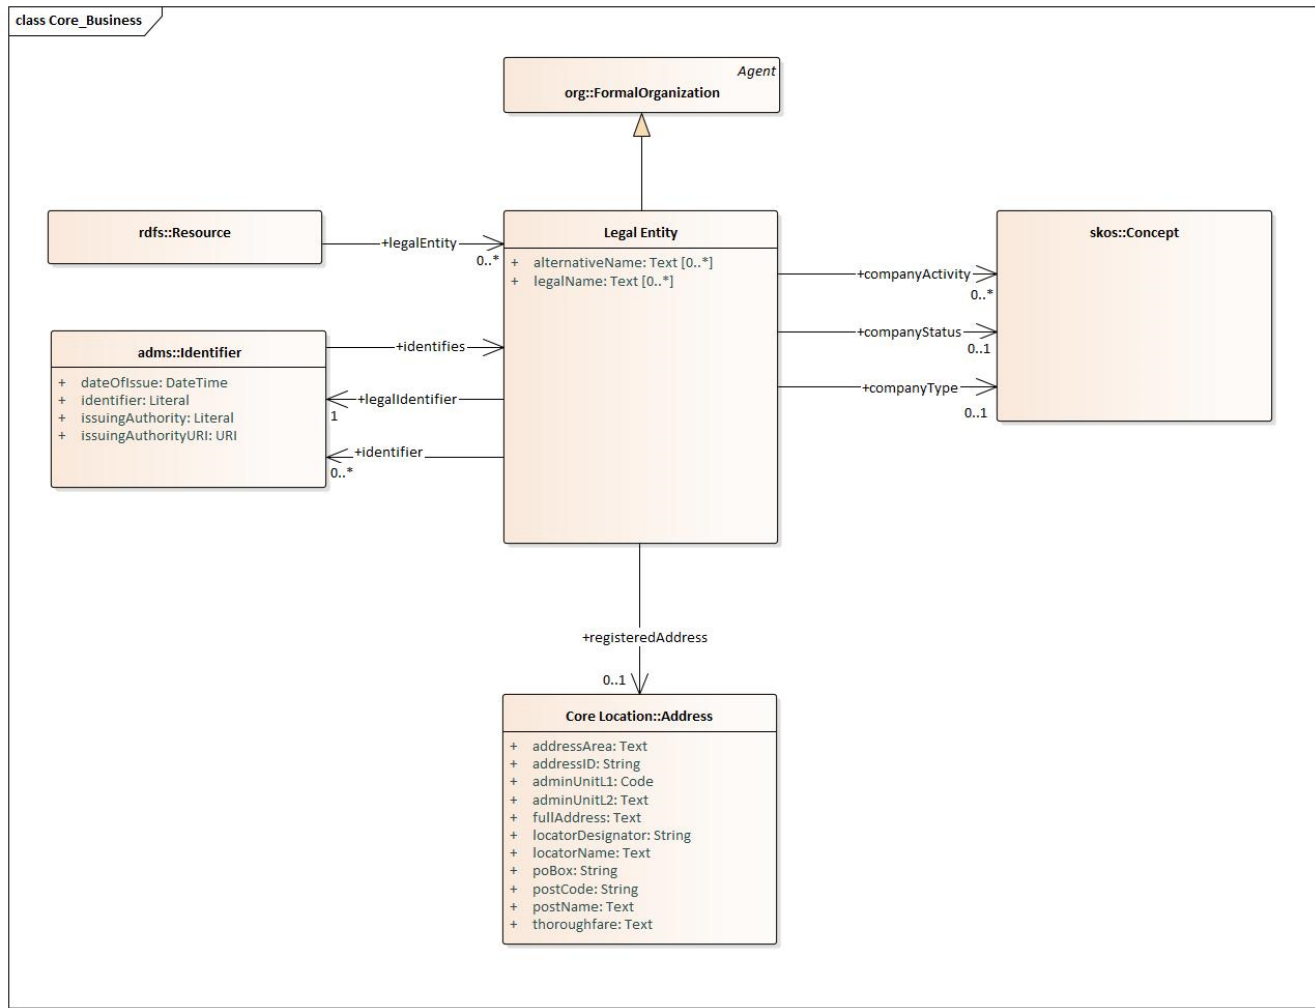 class Core_Business
Agent
org::FormalOrganization
rdfs::Resource
+legalEntity
0..*
Legal Entity
+ alternativeName: Text [0..*]
+ legalName: Text [0..*]
skos::Concept
+companyActivity
0..*
+companyStatus
0..1
+companyType
0..1
adms::Identifier
+ dateOfIssue: DateTime
+ identifier: Literal
+ issuingAuthority: Literal
+ issuingAuthorityURI: URI
+identifies
+legalIdentifier
1
+identifier
0..*
+registeredAddress
0..1
Core Location::Address
+ addressArea: Text
+ addressID: String
+ adminUnitL1: Code
+ adminUnitL2: Text
+ fullAddress: Text
+ locatorDesignator: String
+ locatorName: Text
+ poBox: String
+ postCode: String
+ postName: Text
+ thoroughfare: Text